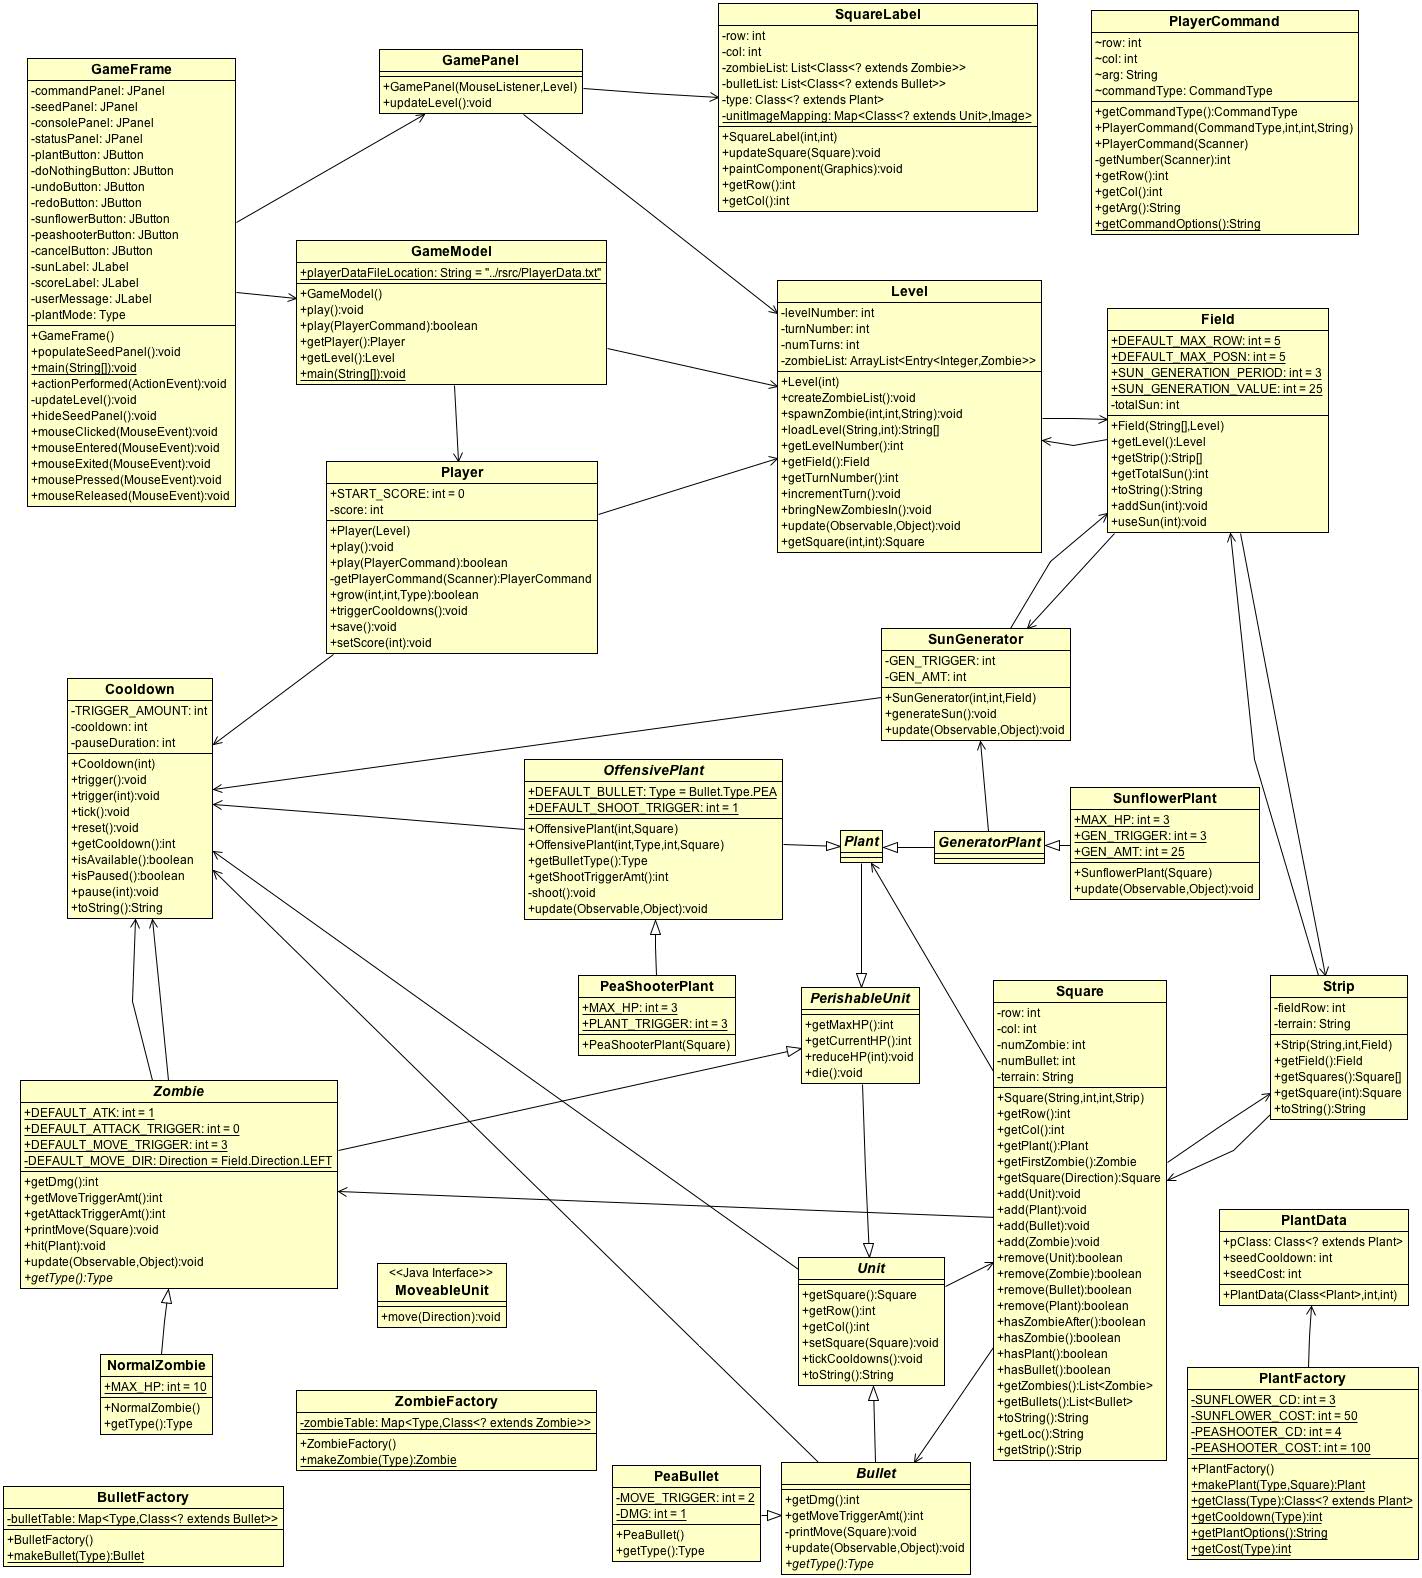 GameFrame
-commandPanel: JPanel
-seedPanel: JPanel
-consolePanel: JPanel
-statusPanel: JPanel
-plantButton: JButton
-doNothingButton: JButton
-undoButton: JButton
-redoButton: JButton
-sunflowerButton: JButton
-peashooterButton: JButton
-cancelButton: JButton
-sunLabel: JLabel
-scoreLabel: JLabel
-userMessage: JLabel
-plantMode: Type
+GameFrame()
+populateSeedPanel():void
+main(String[]):void
+actionPerformed(ActionEvent):void
-updateLevel():void
+hideSeedPanel():void
+mouseClicked(MouseEvent):void
+mouseEntered(MouseEvent):void
+mouseExited(MouseEvent):void
+mousePressed(MouseEvent):void
+mouseReleased(MouseEvent):void
GamePanel
+GamePanel(MouseListener,Level)
+updateLevel():void
SquareLabel
-row: int
-col: int
-zombieList: List<Class<? extends Zombie>>
-bulletList: List<Class<? extends Bullet>>
-type: Class<? extends Plant>
-unitImageMapping: Map<Class<? extends Unit>,Image>
+SquareLabel(int,int)
+updateSquare(Square):void
+paintComponent(Graphics):void
+getRow():int
+getCol():int
PlayerCommand
~row: int
~col: int
~arg: String
~commandType: CommandType
+getCommandType():CommandType
+PlayerCommand(CommandType,int,int,String)
+PlayerCommand(Scanner)
-getNumber(Scanner):int
+getRow():int
+getCol():int
+getArg():String
+getCommandOptions():String
GameModel
+playerDataFileLocation: String = "../rsrc/PlayerData.txt"
+GameModel()
+play():void
+play(PlayerCommand):boolean
+getPlayer():Player
+getLevel():Level
+main(String[]):void
Level
-levelNumber: int
-turnNumber: int
-numTurns: int
-zombieList: ArrayList<Entry<Integer,Zombie>>
+Level(int)
+createZombieList():void
+spawnZombie(int,int,String):void
+loadLevel(String,int):String[]
+getLevelNumber():int
+getField():Field
+getTurnNumber():int
+incrementTurn():void
+bringNewZombiesIn():void
+update(Observable,Object):void
+getSquare(int,int):Square
Field
+DEFAULT_MAX_ROW: int = 5
+DEFAULT_MAX_POSN: int = 5
+SUN_GENERATION_PERIOD: int = 3
+SUN_GENERATION_VALUE: int = 25
-totalSun: int
+Field(String[],Level)
+getLevel():Level
+getStrip():Strip[]
+getTotalSun():int
+toString():String
+addSun(int):void
+useSun(int):void
Player
+START_SCORE: int = 0
-score: int
+Player(Level)
+play():void
+play(PlayerCommand):boolean
-getPlayerCommand(Scanner):PlayerCommand
+grow(int,int,Type):boolean
+triggerCooldowns():void
+save():void
+setScore(int):void
SunGenerator
-GEN_TRIGGER: int
-GEN_AMT: int
+SunGenerator(int,int,Field)
+generateSun():void
+update(Observable,Object):void
Cooldown
-TRIGGER_AMOUNT: int
-cooldown: int
-pauseDuration: int
+Cooldown(int)
+trigger():void
+trigger(int):void
+tick():void
+reset():void
+getCooldown():int
+isAvailable():boolean
+isPaused():boolean
+pause(int):void
+toString():String
OffensivePlant
+DEFAULT_BULLET: Type = Bullet.Type.PEA
+DEFAULT_SHOOT_TRIGGER: int = 1
+OffensivePlant(int,Square)
+OffensivePlant(int,Type,int,Square)
+getBulletType():Type
+getShootTriggerAmt():int
-shoot():void
+update(Observable,Object):void
Plant
GeneratorPlant
SunflowerPlant
+MAX_HP: int = 3
+GEN_TRIGGER: int = 3
+GEN_AMT: int = 25
+SunflowerPlant(Square)
+update(Observable,Object):void
PeaShooterPlant
+MAX_HP: int = 3
+PLANT_TRIGGER: int = 3
+PeaShooterPlant(Square)
PerishableUnit
+getMaxHP():int
+getCurrentHP():int
+reduceHP(int):void
+die():void
Square
-row: int
-col: int
-numZombie: int
-numBullet: int
-terrain: String
+Square(String,int,int,Strip)
+getRow():int
+getCol():int
+getPlant():Plant
+getFirstZombie():Zombie
+getSquare(Direction):Square
+add(Unit):void
+add(Plant):void
+add(Bullet):void
+add(Zombie):void
+remove(Unit):boolean
+remove(Zombie):boolean
+remove(Bullet):boolean
+remove(Plant):boolean
+hasZombieAfter():boolean
+hasZombie():boolean
+hasPlant():boolean
+hasBullet():boolean
+getZombies():List<Zombie>
+getBullets():List<Bullet>
+toString():String
+getLoc():String
+getStrip():Strip
Strip
-fieldRow: int
-terrain: String
+Strip(String,int,Field)
+getField():Field
+getSquares():Square[]
+getSquare(int):Square
+toString():String
Zombie
+DEFAULT_ATK: int = 1
+DEFAULT_ATTACK_TRIGGER: int = 0
+DEFAULT_MOVE_TRIGGER: int = 3
-DEFAULT_MOVE_DIR: Direction = Field.Direction.LEFT
+getDmg():int
+getMoveTriggerAmt():int
+getAttackTriggerAmt():int
+printMove(Square):void
+hit(Plant):void
+update(Observable,Object):void
+getType():Type
<<Java Interface>>
MoveableUnit
+move(Direction):void
Unit
+getSquare():Square
+getRow():int
+getCol():int
+setSquare(Square):void
+tickCooldowns():void
+toString():String
PlantData
+pClass: Class<? extends Plant>
+seedCooldown: int
+seedCost: int
+PlantData(Class<Plant>,int,int)
NormalZombie
+MAX_HP: int = 10
+NormalZombie()
+getType():Type
ZombieFactory
-zombieTable: Map<Type,Class<? extends Zombie>>
+ZombieFactory()
+makeZombie(Type):Zombie
PlantFactory
-SUNFLOWER_CD: int = 3
-SUNFLOWER_COST: int = 50
-PEASHOOTER_CD: int = 4
-PEASHOOTER_COST: int = 100
+PlantFactory()
+makePlant(Type,Square):Plant
+getClass(Type):Class<? extends Plant>
+getCooldown(Type):int
+getPlantOptions():String
+getCost(Type):int
BulletFactory
-bulletTable: Map<Type,Class<? extends Bullet>>
+BulletFactory()
+makeBullet(Type):Bullet
PeaBullet
-MOVE_TRIGGER: int = 2
-DMG: int = 1
+PeaBullet()
+getType():Type
Bullet
+getDmg():int
+getMoveTriggerAmt():int
-printMove(Square):void
+update(Observable,Object):void
+getType():Type